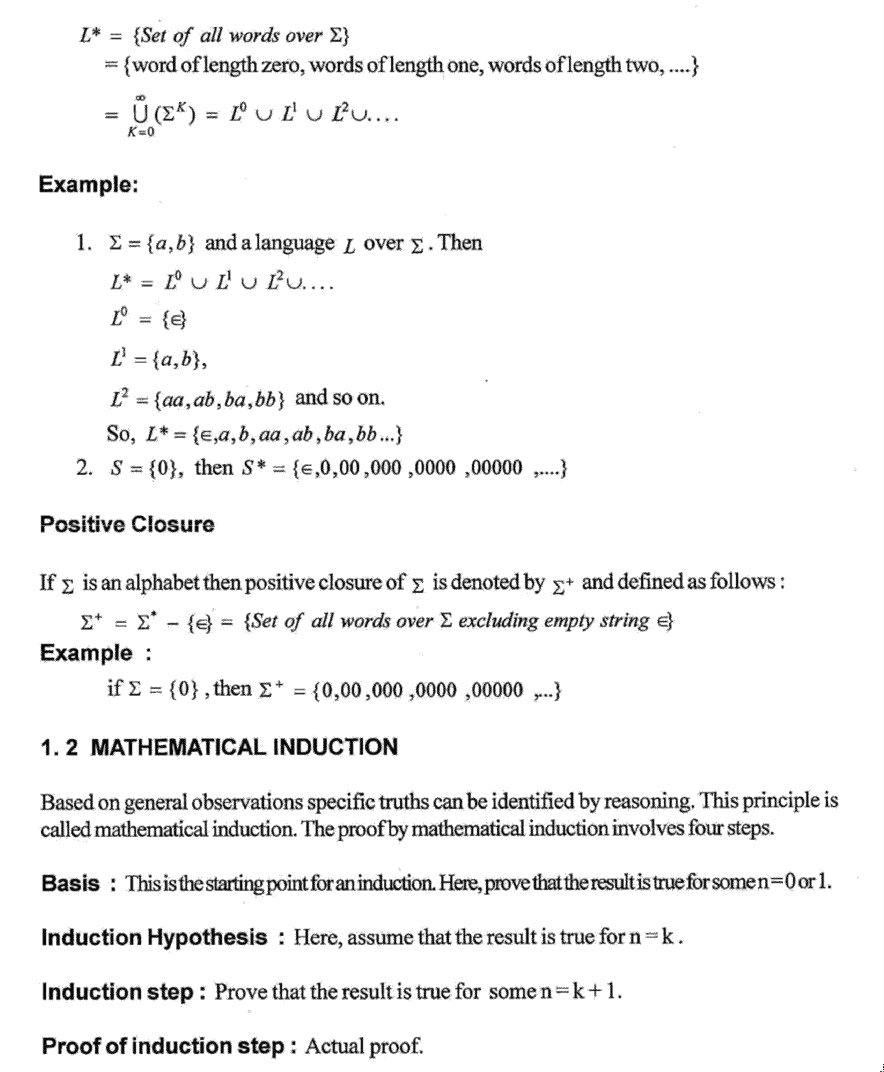 L* = {Set of all words over Σ}
= {word of length zero, words of length one, words of length two, ....}
= ∞∪K=0 (Σ^K) = L⁰ ∪ L¹ ∪ L² ∪....
Example:
1. Σ = {a,b} and a language L over Σ. Then
L* = L⁰ ∪ L¹ ∪ L² ∪....
L⁰ = {∈}
L¹ = {a,b},
L² = {aa,ab,ba,bb} and so on.
So, L* = {∈,a,b,aa,ab,ba,bb...}
2. S = {0}, then S* = {∈,0,00,000,0000,00000,....}
Positive Closure
If Σ is an alphabet then positive closure of Σ is denoted by Σ⁺ and defined as follows :
Σ⁺ = Σ* − {∈} = {Set of all words over Σ excluding empty string ∈}
Example :
if Σ = {0}, then Σ⁺ = {0,00,000,0000,00000,...}
1. 2 MATHEMATICAL INDUCTION
Based on general observations specific truths can be identified by reasoning. This principle is
called mathematical induction. The proof by mathematical induction involves four steps.
Basis : This is the starting point for an induction. Here, prove that the result is true for some n=0 or 1.
Induction Hypothesis : Here, assume that the result is true for n = k.
Induction step : Prove that the result is true for some n = k + 1.
Proof of induction step : Actual proof.